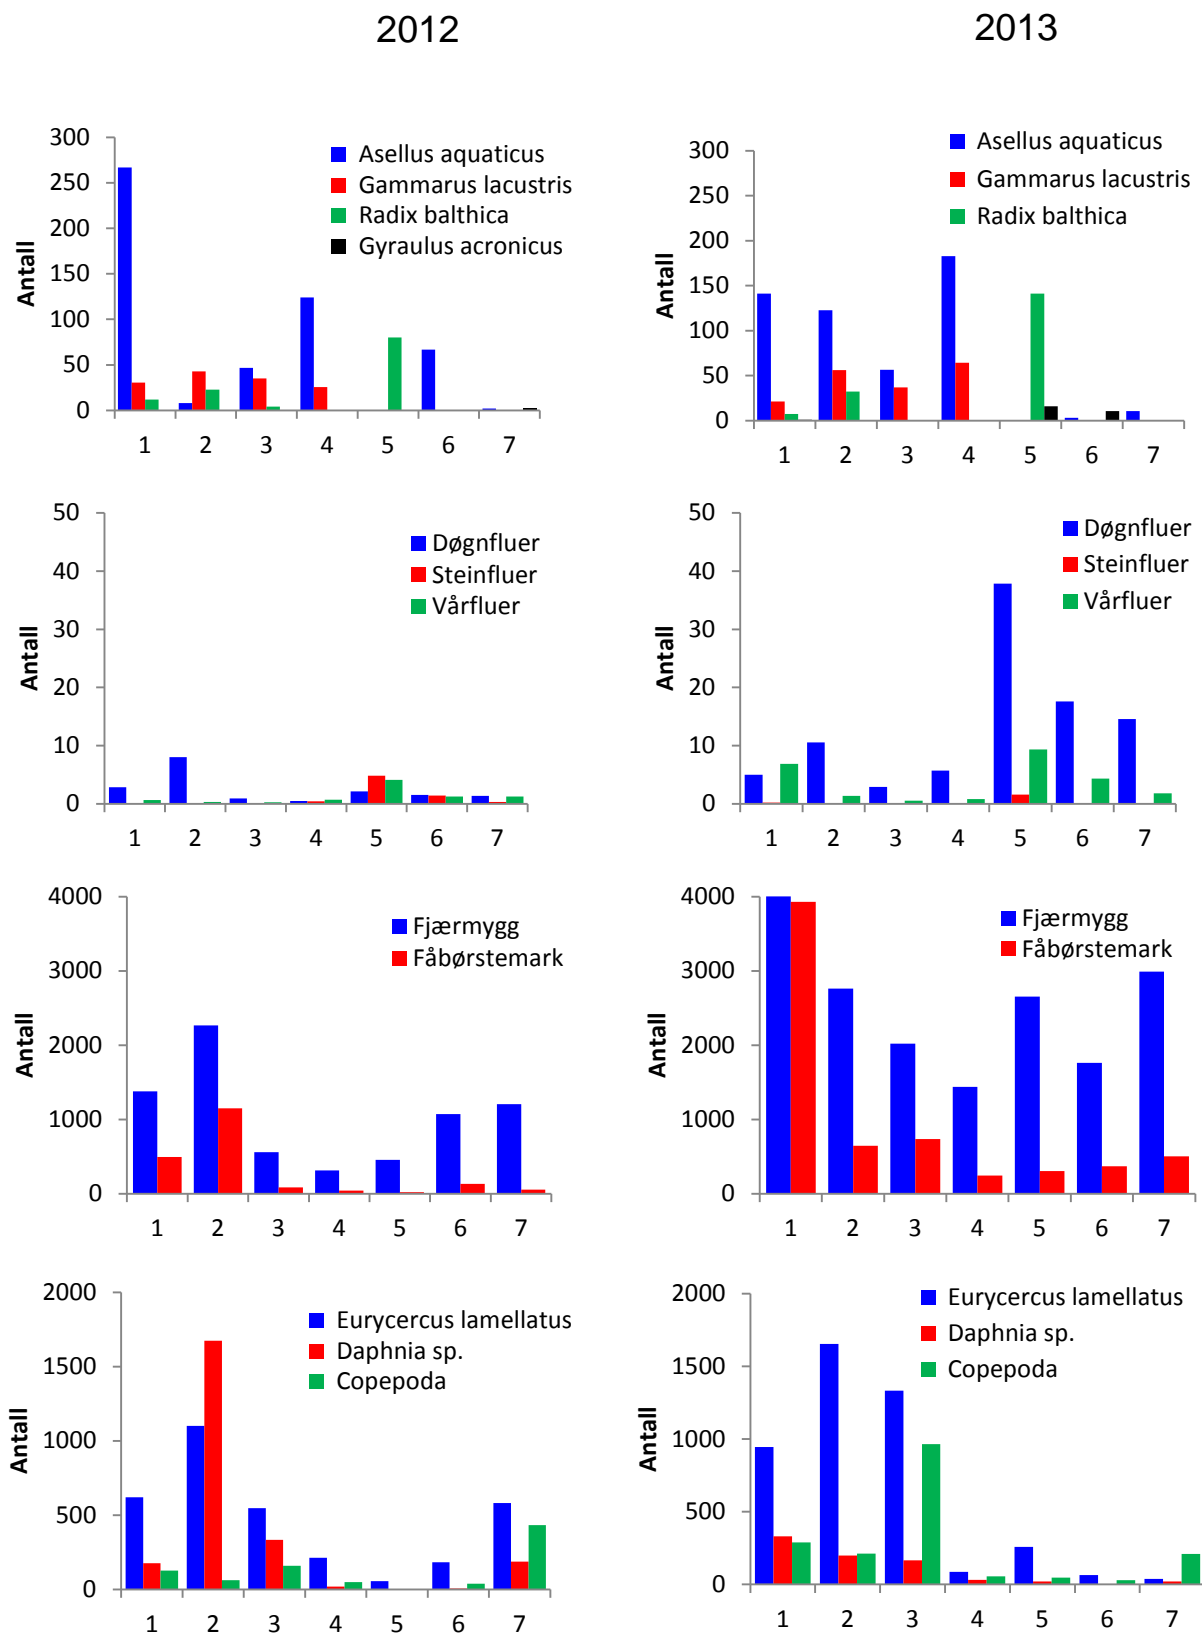 2012
2013
300
250
200
150
100
50
0
Antall
1 2 3 4 5 6 7
Asellus aquaticus
Gammarus lacustris
Radix balthica
Gyraulus acronicus
300
250
200
150
100
50
0
Antall
1 2 3 4 5 6 7
Asellus aquaticus
Gammarus lacustris
Radix balthica
50
40
30
20
10
0
Antall
1 2 3 4 5 6 7
Døgnfluer
Steinfluer
Vårfluer
50
40
30
20
10
0
Antall
1 2 3 4 5 6 7
Døgnfluer
Steinfluer
Vårfluer
4000
3000
2000
1000
0
Antall
1 2 3 4 5 6 7
Fjærmygg
Fåbørstemark
4000
3000
2000
1000
0
Antall
1 2 3 4 5 6 7
Fjærmygg
Fåbørstemark
2000
1500
1000
500
0
Antall
1 2 3 4 5 6 7
Eurycercus lamellatus
Daphnia sp.
Copepoda
2000
1500
1000
500
0
Antall
1 2 3 4 5 6 7
Eurycercus lamellatus
Daphnia sp.
Copepoda